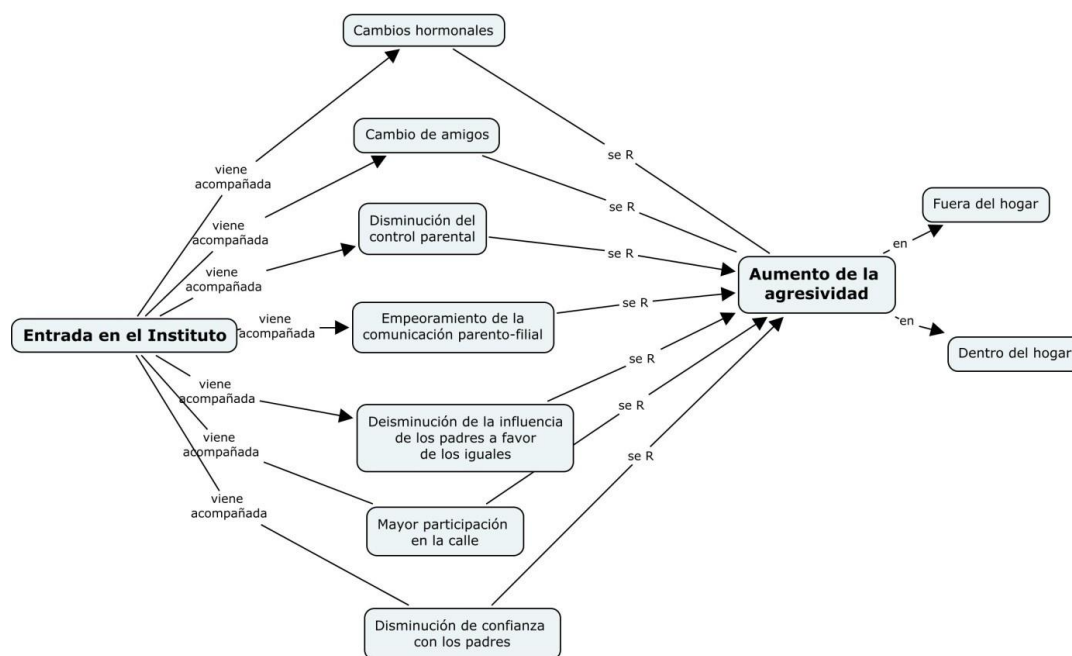 Cambios hormonales
Cambio de amigos
viene
acompañada
se R
viene
acompañada
Disminución del
control parental
se R
Fuera del hogar
viene
acompañada
se R
en
Aumento de la
agresividad
Entrada en el Instituto
viene
acompañada
Empeoramiento de la
comunicación parento-filial
se R
en
Dentro del hogar
viene
acompañada
Deisminución de la influencia
de los padres a favor
de los iguales
se R
viene
acompañada
se R
viene
acompañada
Mayor participación
en la calle
se R
Disminución de confianza
con los padres